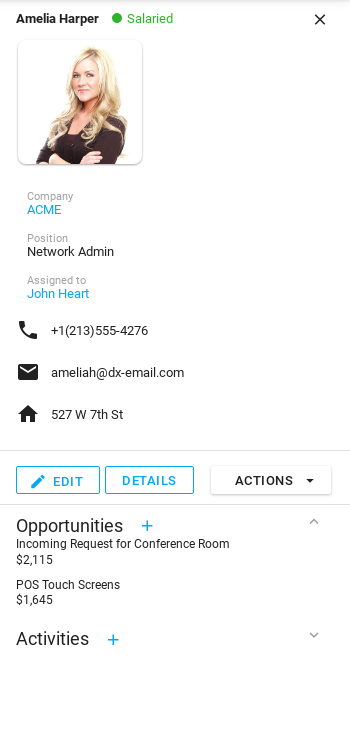 Amelia Harper Salaried
Company
ACME
Position
Network Admin
Assigned to
John Heart
+1(213)555-4276
ameliah@dx-email.com
527 W 7th St
EDIT DETAILS ACTIONS
Opportunities
Incoming Request for Conference Room
$2,115
POS Touch Screens
$1,645
Activities